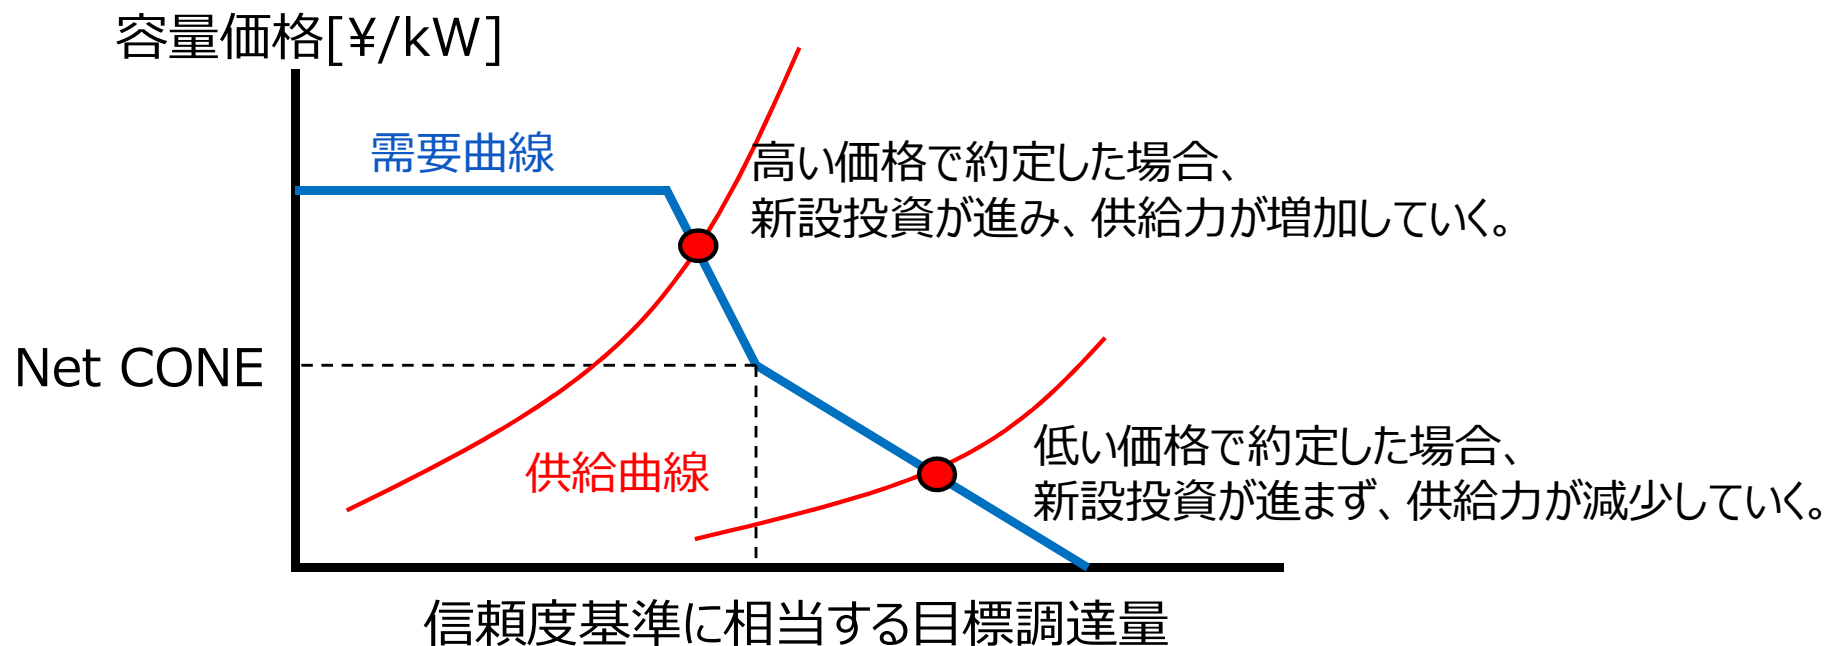 容量価格[¥/kW]
需要曲線
高い価格で約定した場合、
新設投資が進み、供給力が増加していく。
Net CONE
供給曲線
低い価格で約定した場合、
新設投資が進まず、供給力が減少していく。
信頼度基準に相当する目標調達量